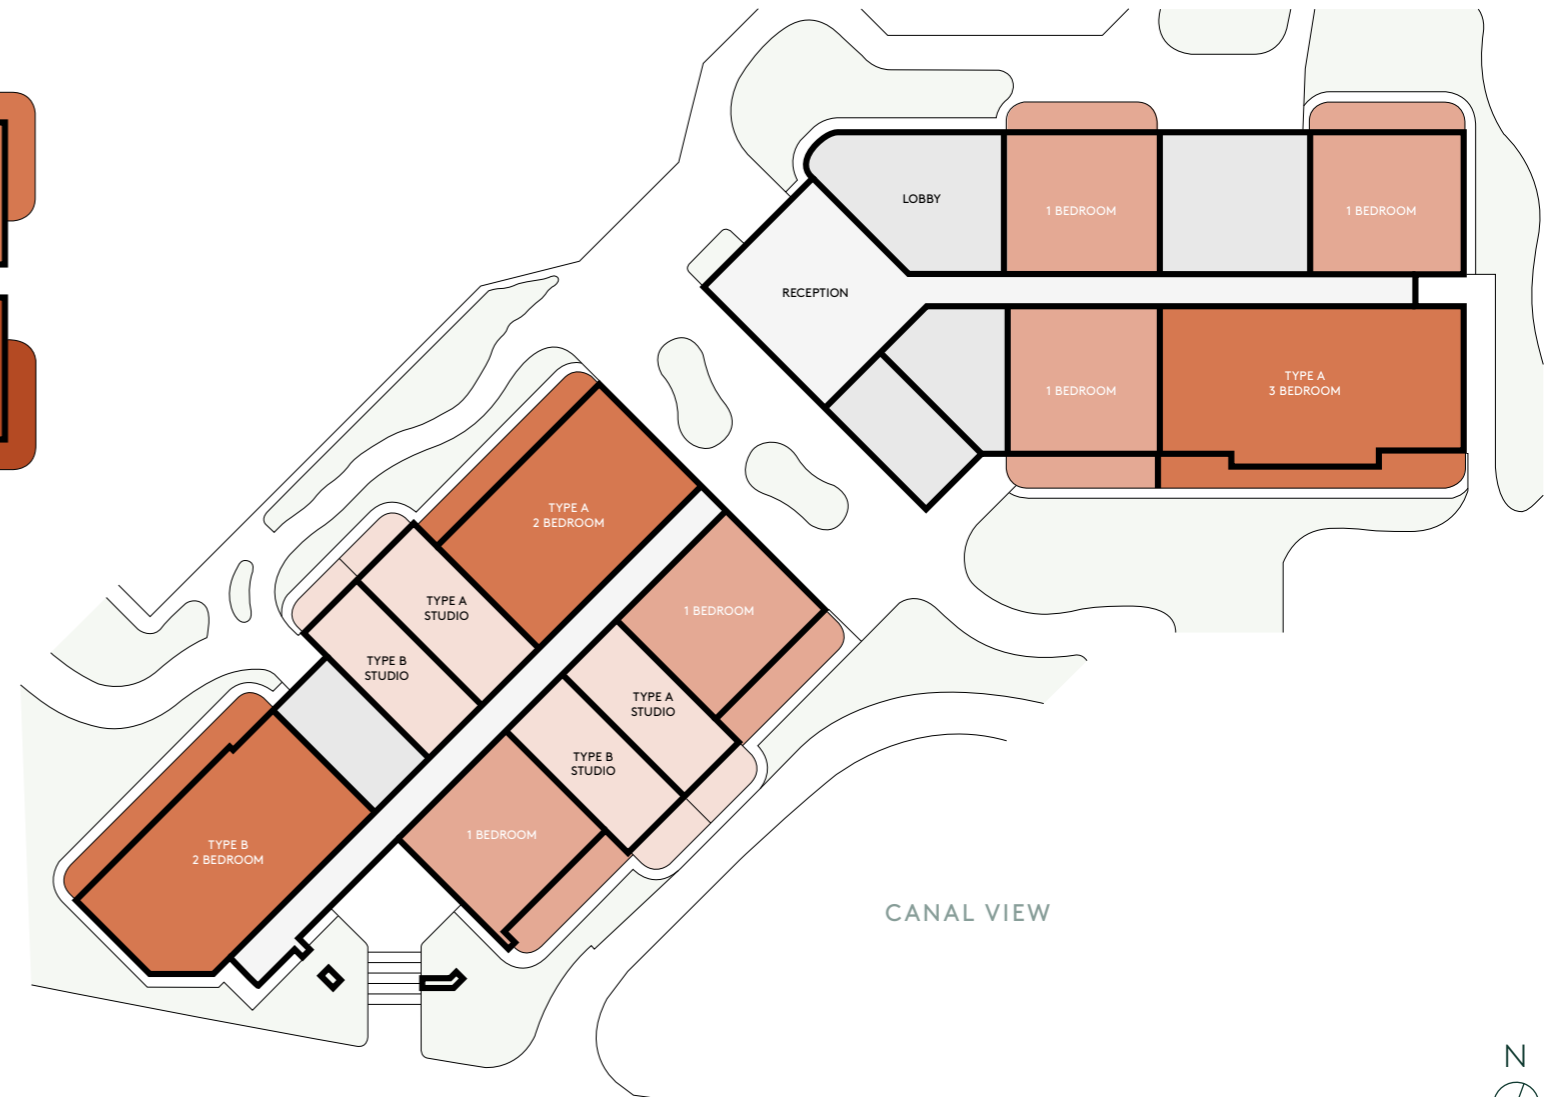 LOBBY
1 BEDROOM
1 BEDROOM
RECEPTION
1 BEDROOM
TYPE A
3 BEDROOM
TYPE A
2 BEDROOM
TYPE A
STUDIO
1 BEDROOM
TYPE B
STUDIO
TYPE A
STUDIO
TYPE B
STUDIO
1 BEDROOM
TYPE B
2 BEDROOM
CANAL VIEW
N